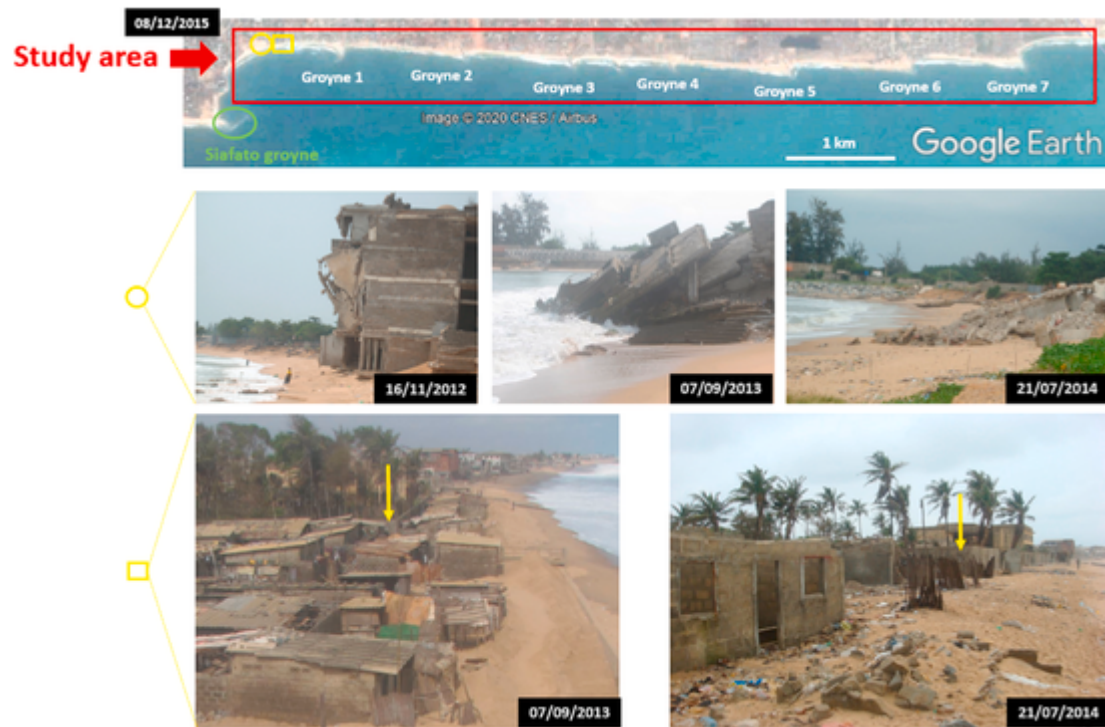 08/12/2015
Study area
Groyne 1
Groyne 2
Groyne 3
Groyne 4
Groyne 5
Groyne 6
Groyne 7
Image © 2020 CNES / Airbus
Siafato groyne
1 km
Google Earth
16/11/2012
07/09/2013
21/07/2014
07/09/2013
21/07/2014